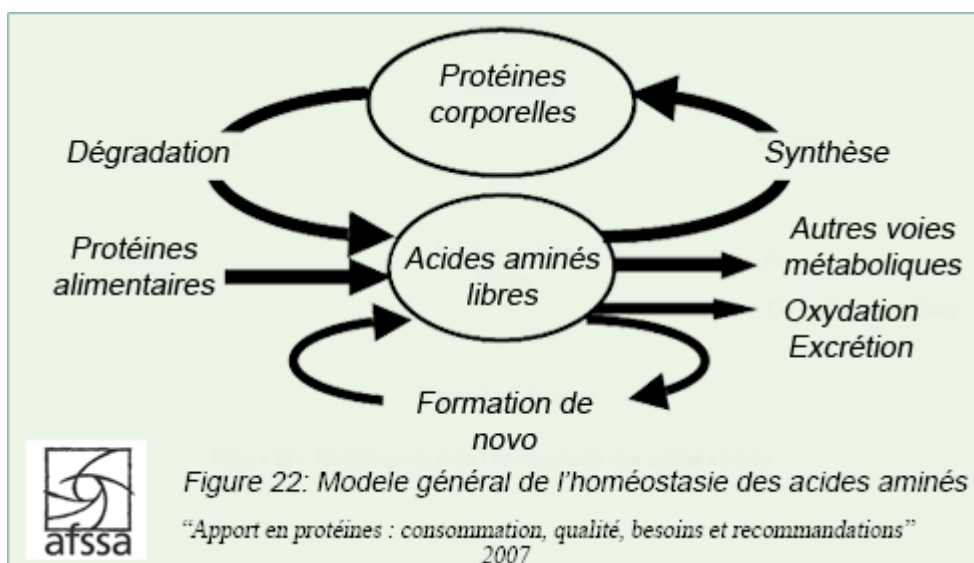 Protéines
corporelles
Dégradation
Synthèse
Protéines
alimentaires
Acides aminés
libres
Autres voies
métaboliques
Oxydation
Excrétion
Formation de
novo
afssa
Figure 22: Modele général de l'homéostasie des acides aminés
“Apport en protéines : consommation, qualité, besoins et recommandations”
2007